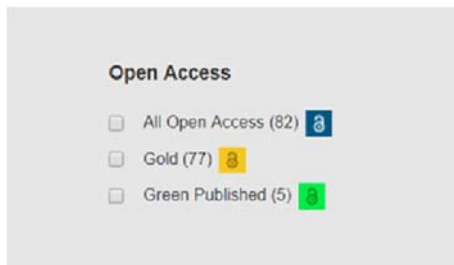 Open Access
All Open Access (82)
Gold (77)
Green Published (5)